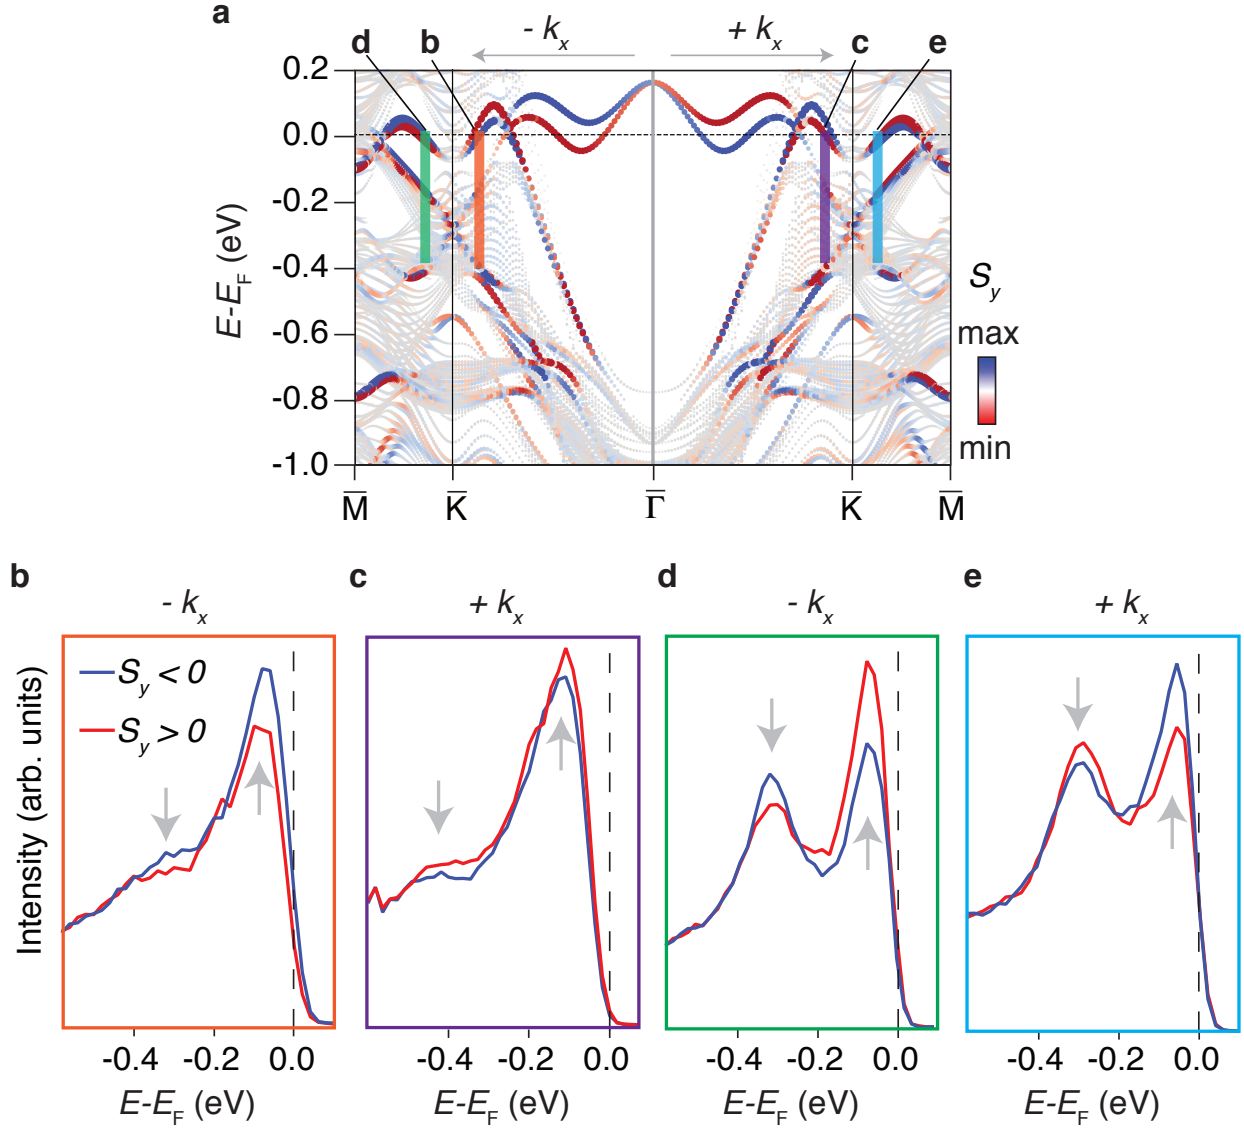 a
- kx
+ kx
d
b
c
e
0.2
0.0
-0.2
-0.4
-0.6
-0.8
-1.0
E-EF (eV)
M̅
K̅
Γ̅
K̅
M̅
Sy
max
min
b
- kx
c
+ kx
d
- kx
e
+ kx
Sy < 0
Sy > 0
Intensity (arb. units)
-0.4 -0.2 0.0
-0.4 -0.2 0.0
-0.4 -0.2 0.0
-0.4 -0.2 0.0
E-EF (eV)
E-EF (eV)
E-EF (eV)
E-EF (eV)